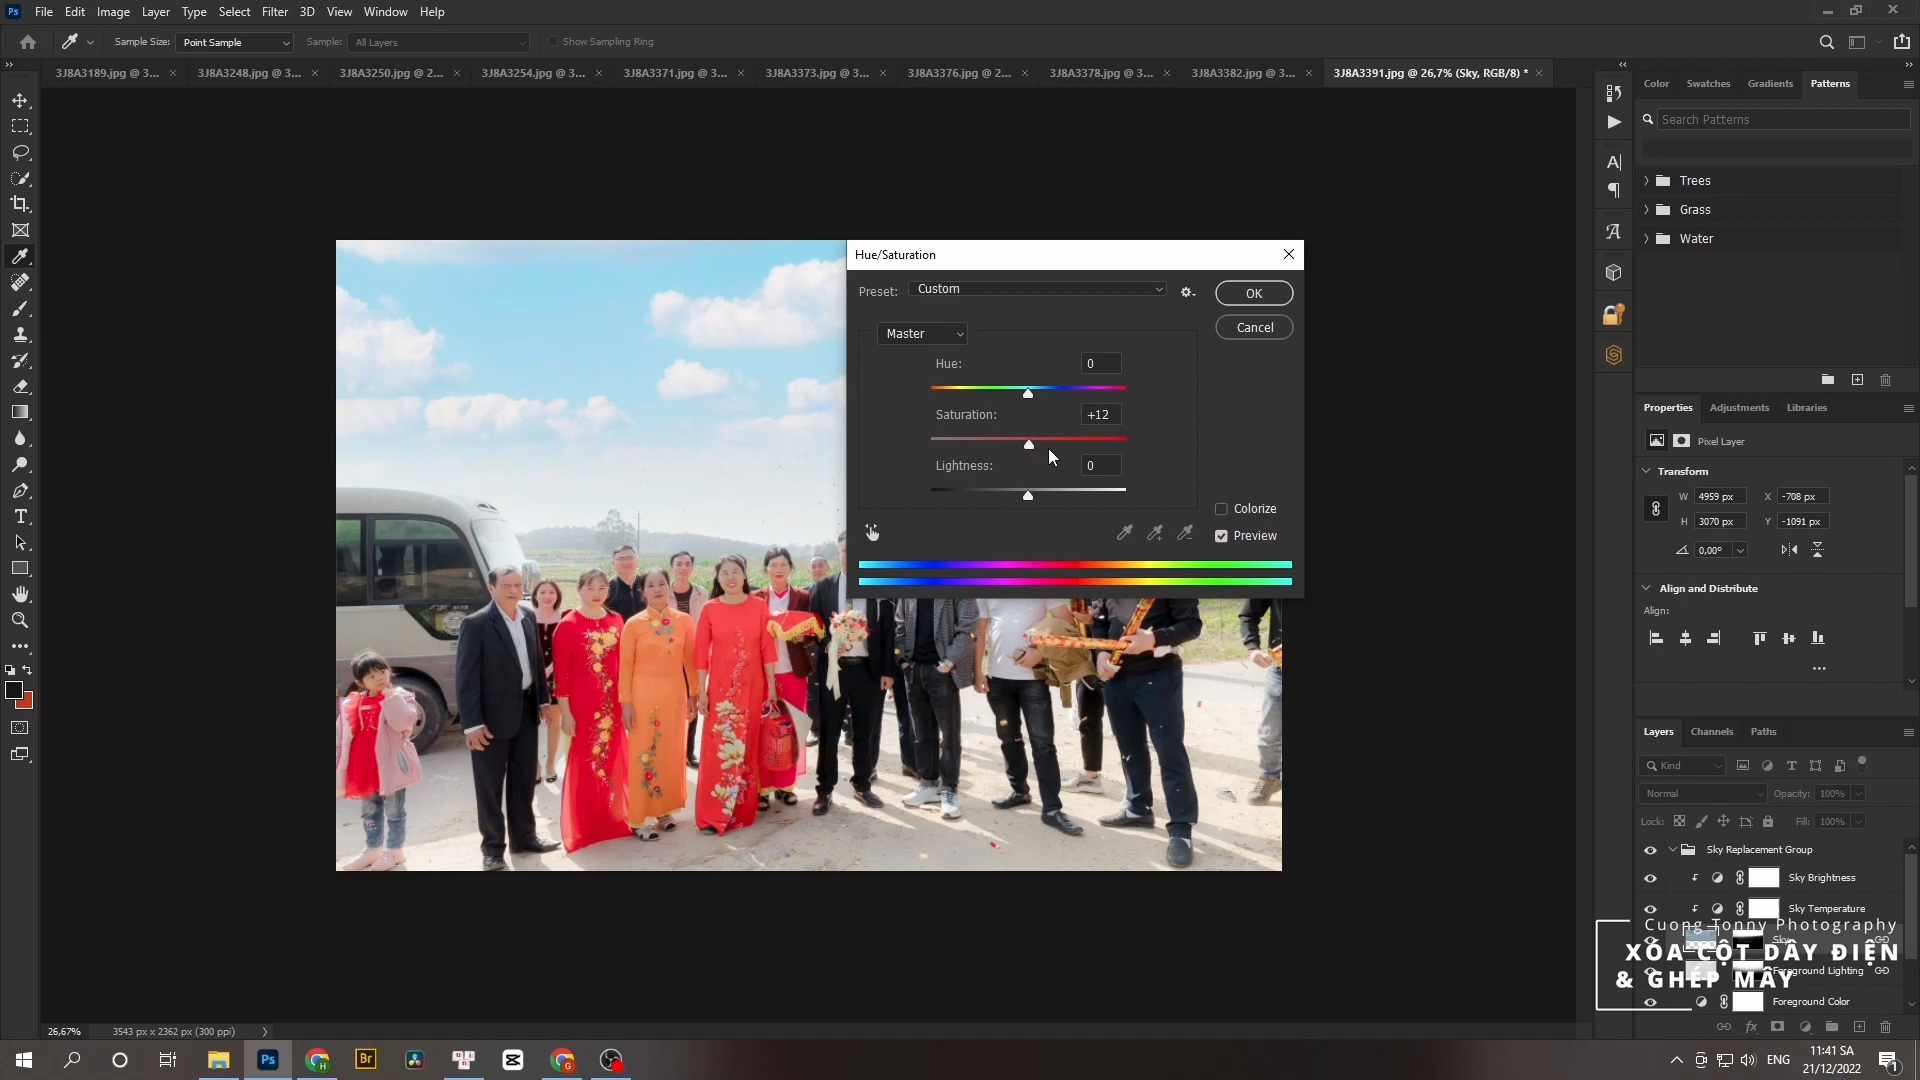 File Edit Image Layer Type Select Filter 3D View Window Help
Sample Size: Point Sample Sample: All Layers Show Sampling Ring
3J8A3189.jpg @ 3... 3J8A3248.jpg @ 3... 3J8A3250.jpg @ 2... 3J8A3254.jpg @ 3... 3J8A3371.jpg @ 3... 3J8A3373.jpg @ 3... 3J8A3376.jpg @ 2... 3J8A3378.jpg @ 3... 3J8A3382.jpg @ 3... 3J8A3391.jpg @ 26,7% (Sky, RGB/8) *
Color Swatches Gradients Patterns
Search Patterns
Trees
Grass
Water
Hue/Saturation
Preset: Custom
OK
Cancel
Master
Hue: 0
Saturation: +12
Lightness: 0
Colorize
Preview
Properties Adjustments Libraries
Pixel Layer
Transform
W 4959 px X -708 px
H 3070 px Y -1091 px
0,00°
Align and Distribute
Align:
Layers Channels Paths
Kind
Normal Opacity: 100%
Lock: Fill: 100%
Sky Replacement Group
Sky Brightness
Sky Temperature
Cuong Tonny Photography
Sky
XÓA CỘT DÂY ĐIỆN
Foreground Lighting
& GHÉP MÂY
Foreground Color
26,67% 3543 px x 2362 px (300 ppi)
ENG
11:41 SA
21/12/2022